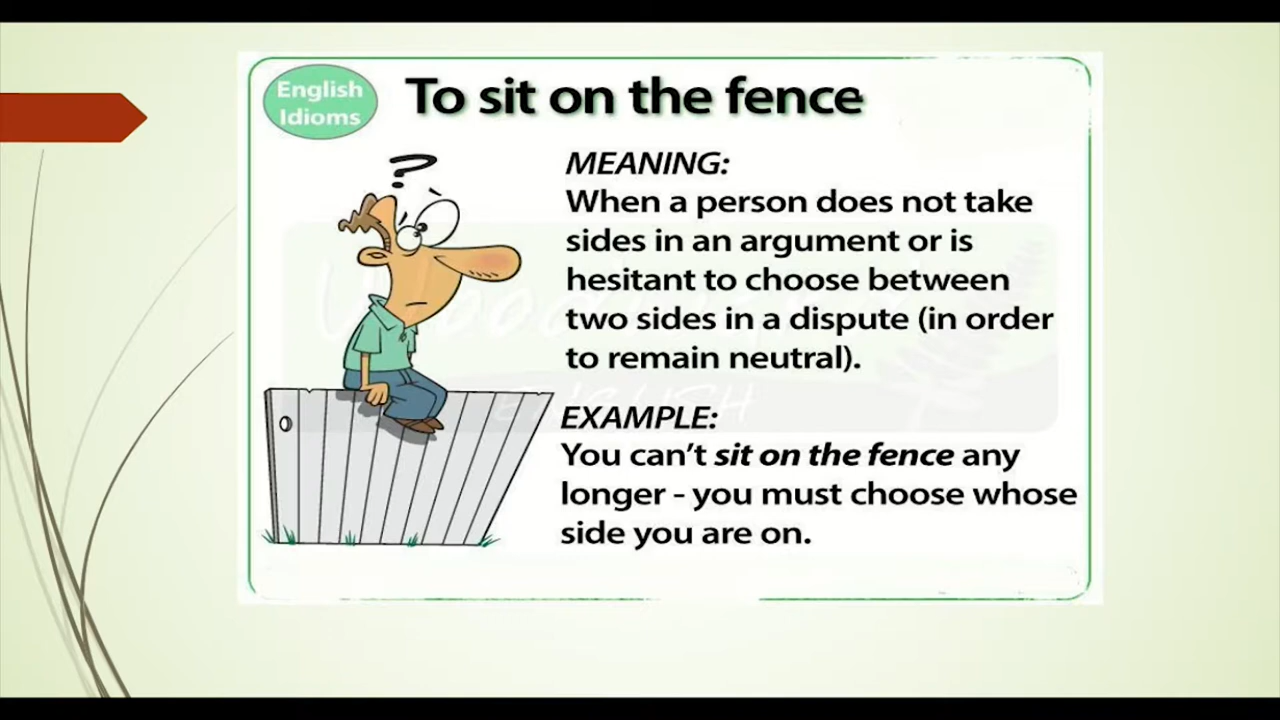 English
Idioms
To sit on the fence
?
MEANING:
When a person does not take
sides in an argument or is
hesitant to choose between
two sides in a dispute (in order
to remain neutral).
ENGLISH
EXAMPLE:
You can't sit on the fence any
longer - you must choose whose
side you are on.